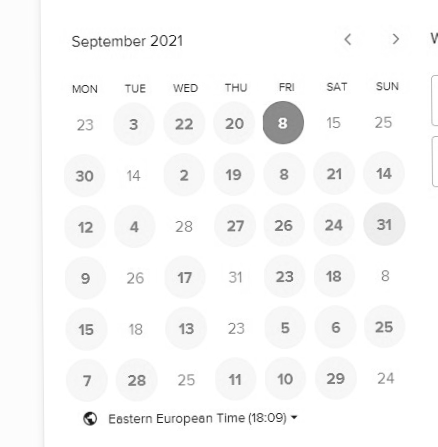 September 2021
MON TUE WED THU FRI SAT SUN
23 3 22 20 8 15 25
30 14 2 19 8 21 14
12 4 28 27 26 24 31
9 26 17 31 23 18 8
15 18 13 23 5 6 25
7 28 25 11 10 29 24
Eastern European Time (18:09)